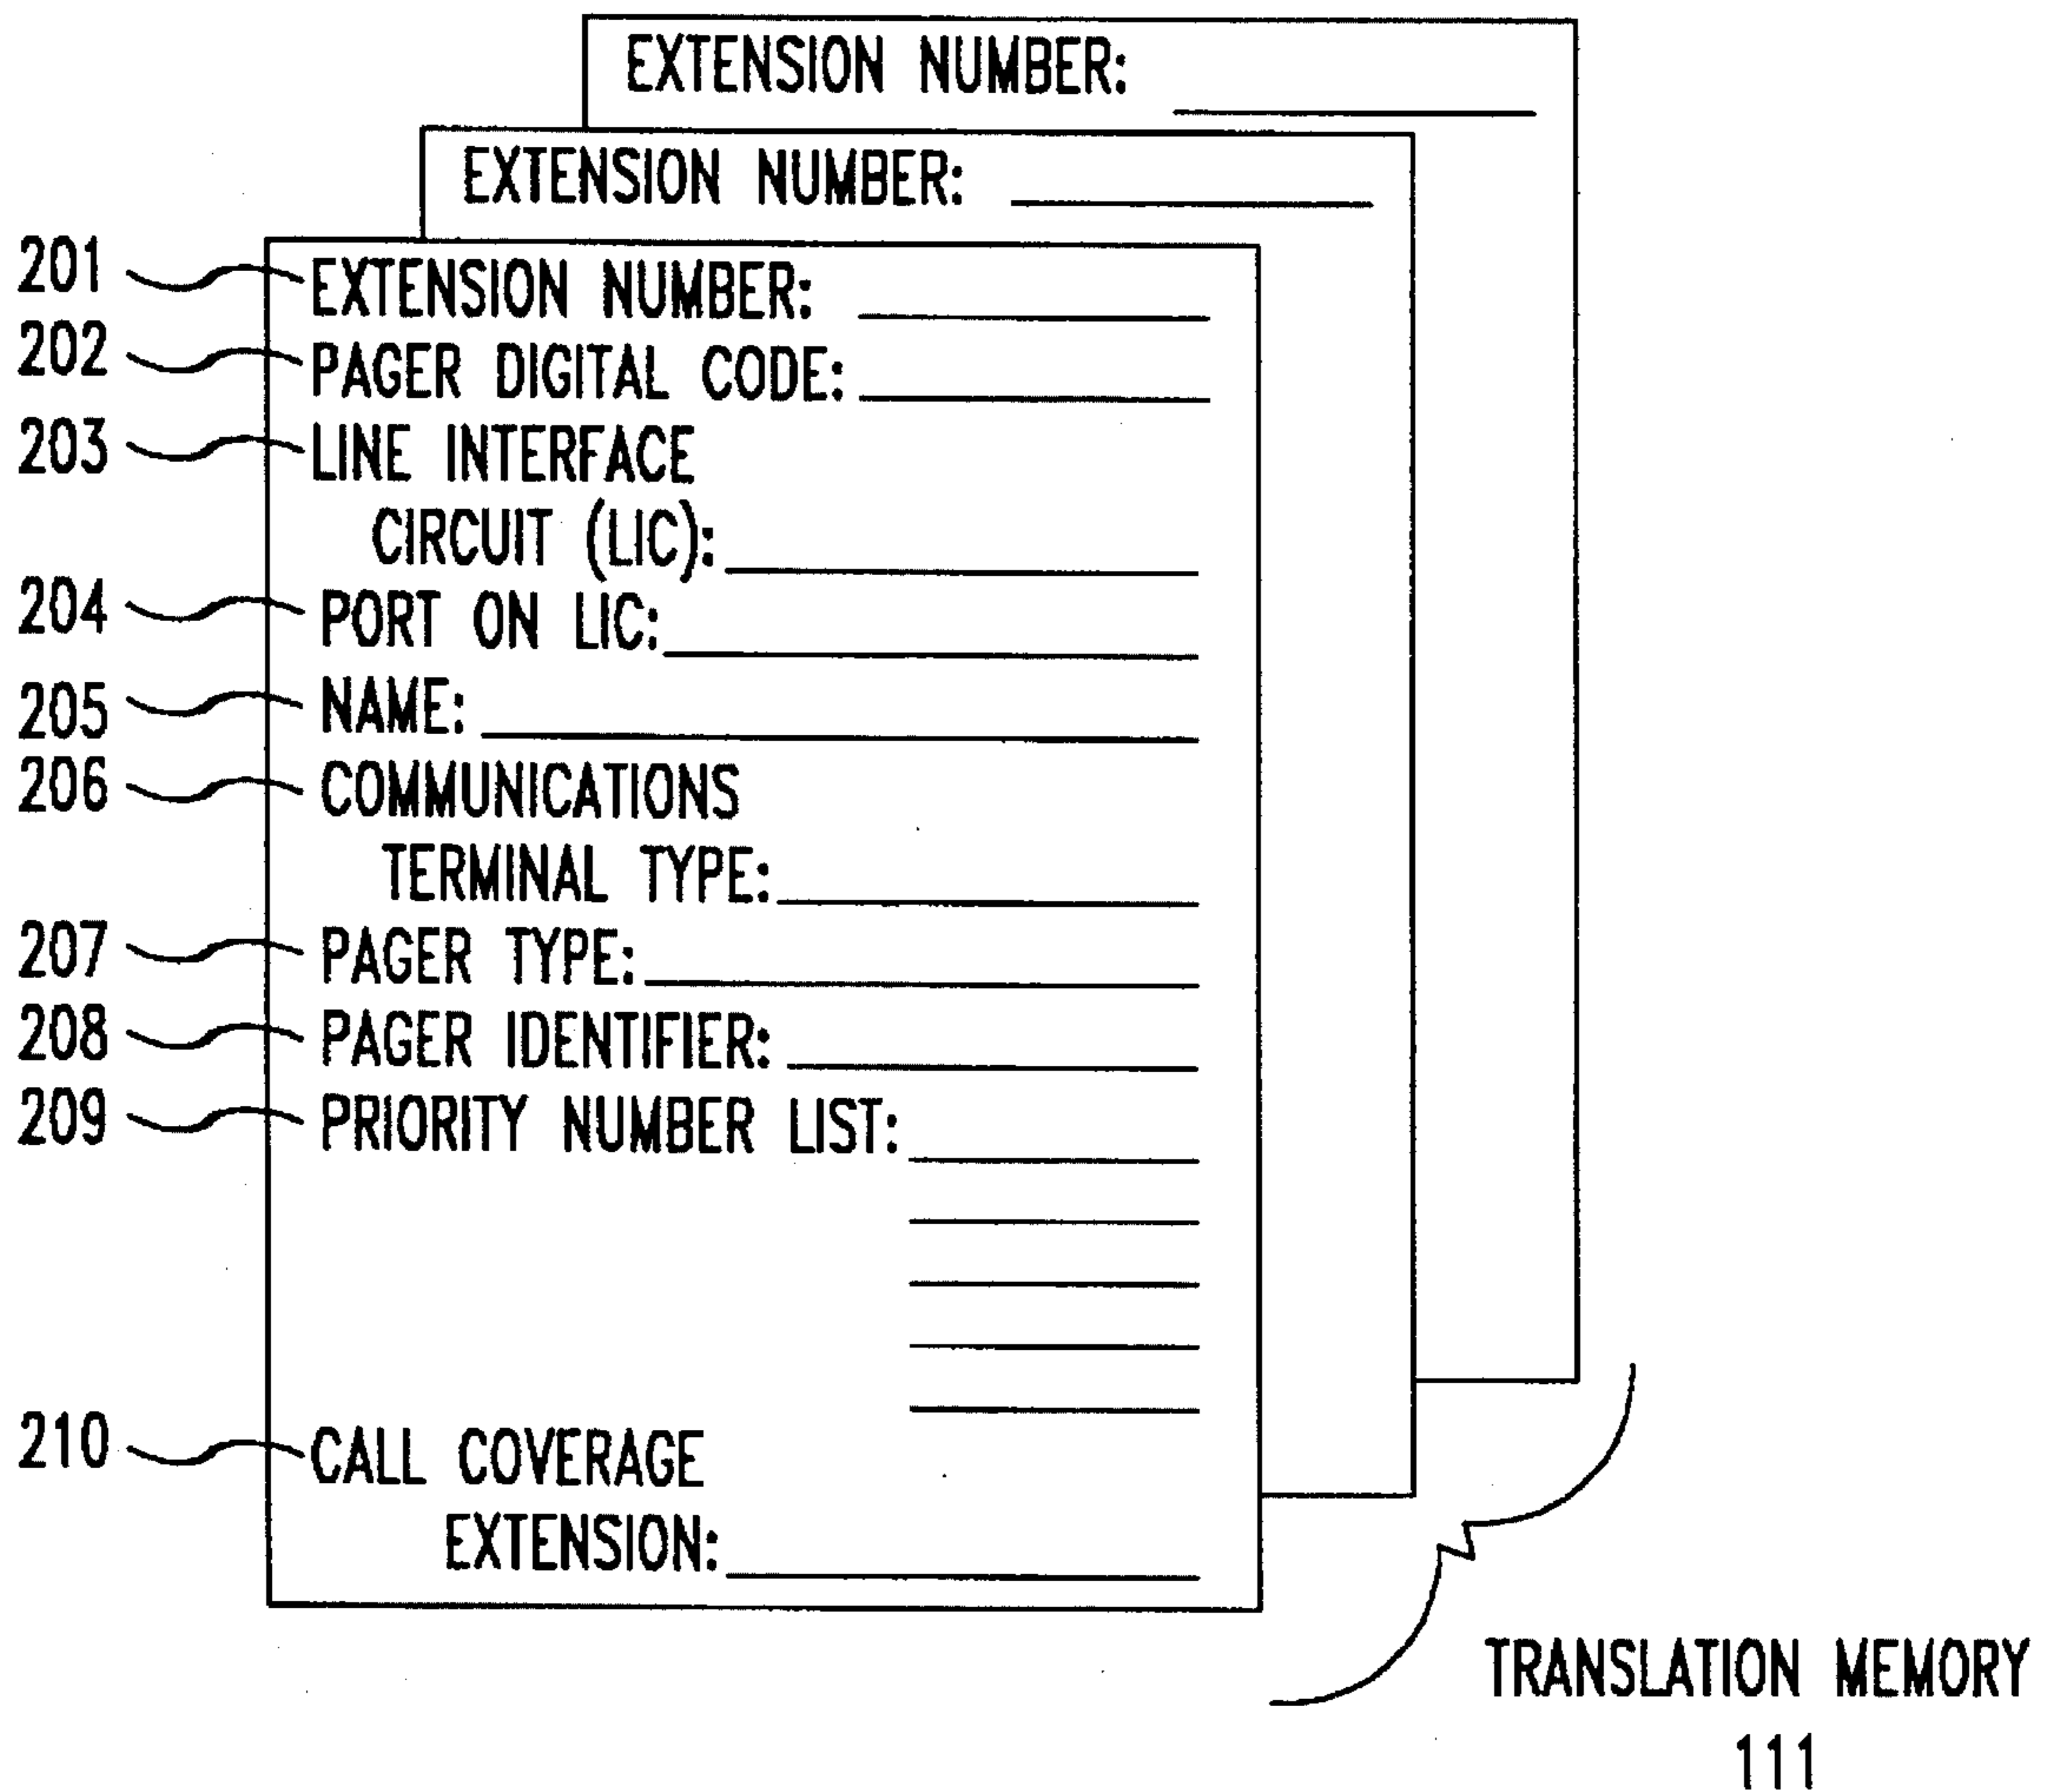 EXTENSION NUMBER:
EXTENSION NUMBER:
201 EXTENSION NUMBER:
202 PAGER DIGITAL CODE:
203 LINE INTERFACE
CIRCUIT (LIC):
204 PORT ON LIC:
205 NAME:
206 COMMUNICATIONS
TERMINAL TYPE:
207 PAGER TYPE:
208 PAGER IDENTIFIER:
209 PRIORITY NUMBER LIST:
210 CALL COVERAGE
EXTENSION:
TRANSLATION MEMORY
111